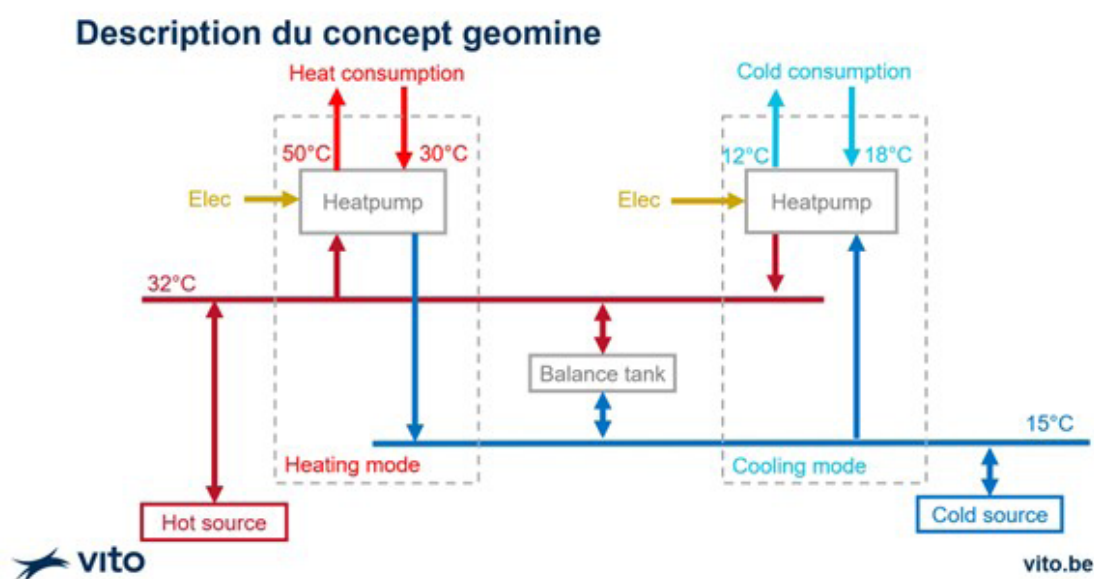 Description du concept geomine
Heat consumption
Cold consumption
50°C
30°C
12°C
18°C
Elec
Heatpump
Elec
Heatpump
32°C
Balance tank
15°C
Heating mode
Cooling mode
Hot source
Cold source
vito
vito.be